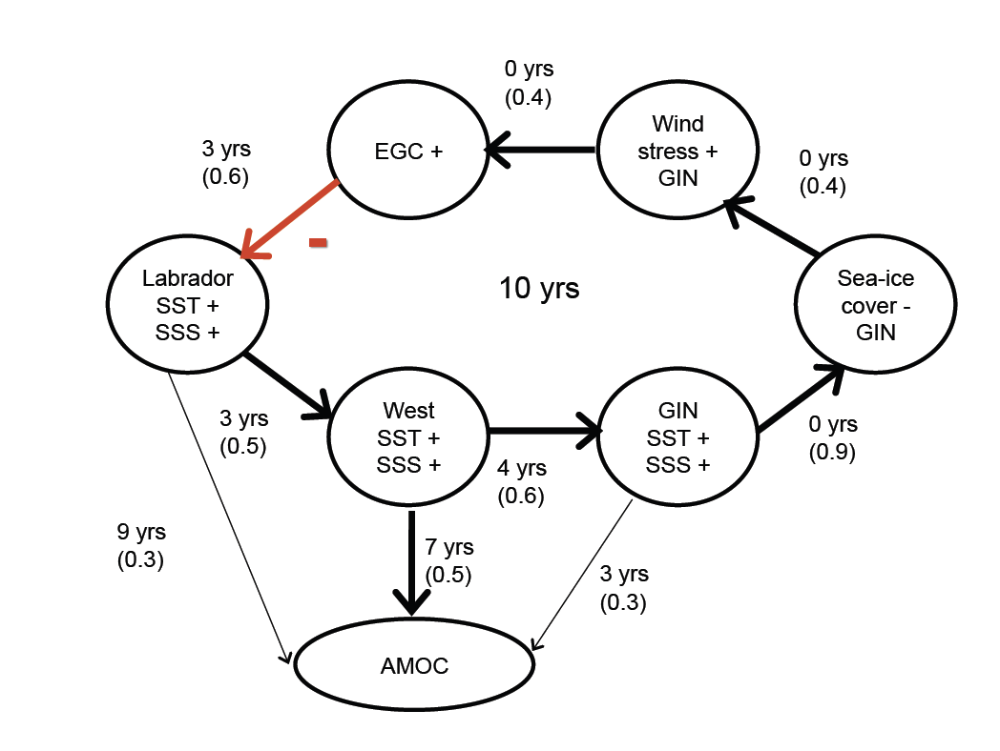 0 yrs
(0.4)
Wind
stress +
GIN
EGC +
3 yrs
(0.6)
0 yrs
(0.4)
-
Labrador
SST +
SSS +
10 yrs
Sea-ice
cover -
GIN
3 yrs
(0.5)
West
SST +
SSS +
4 yrs
(0.6)
GIN
SST +
SSS +
0 yrs
(0.9)
9 yrs
(0.3)
7 yrs
(0.5)
3 yrs
(0.3)
AMOC